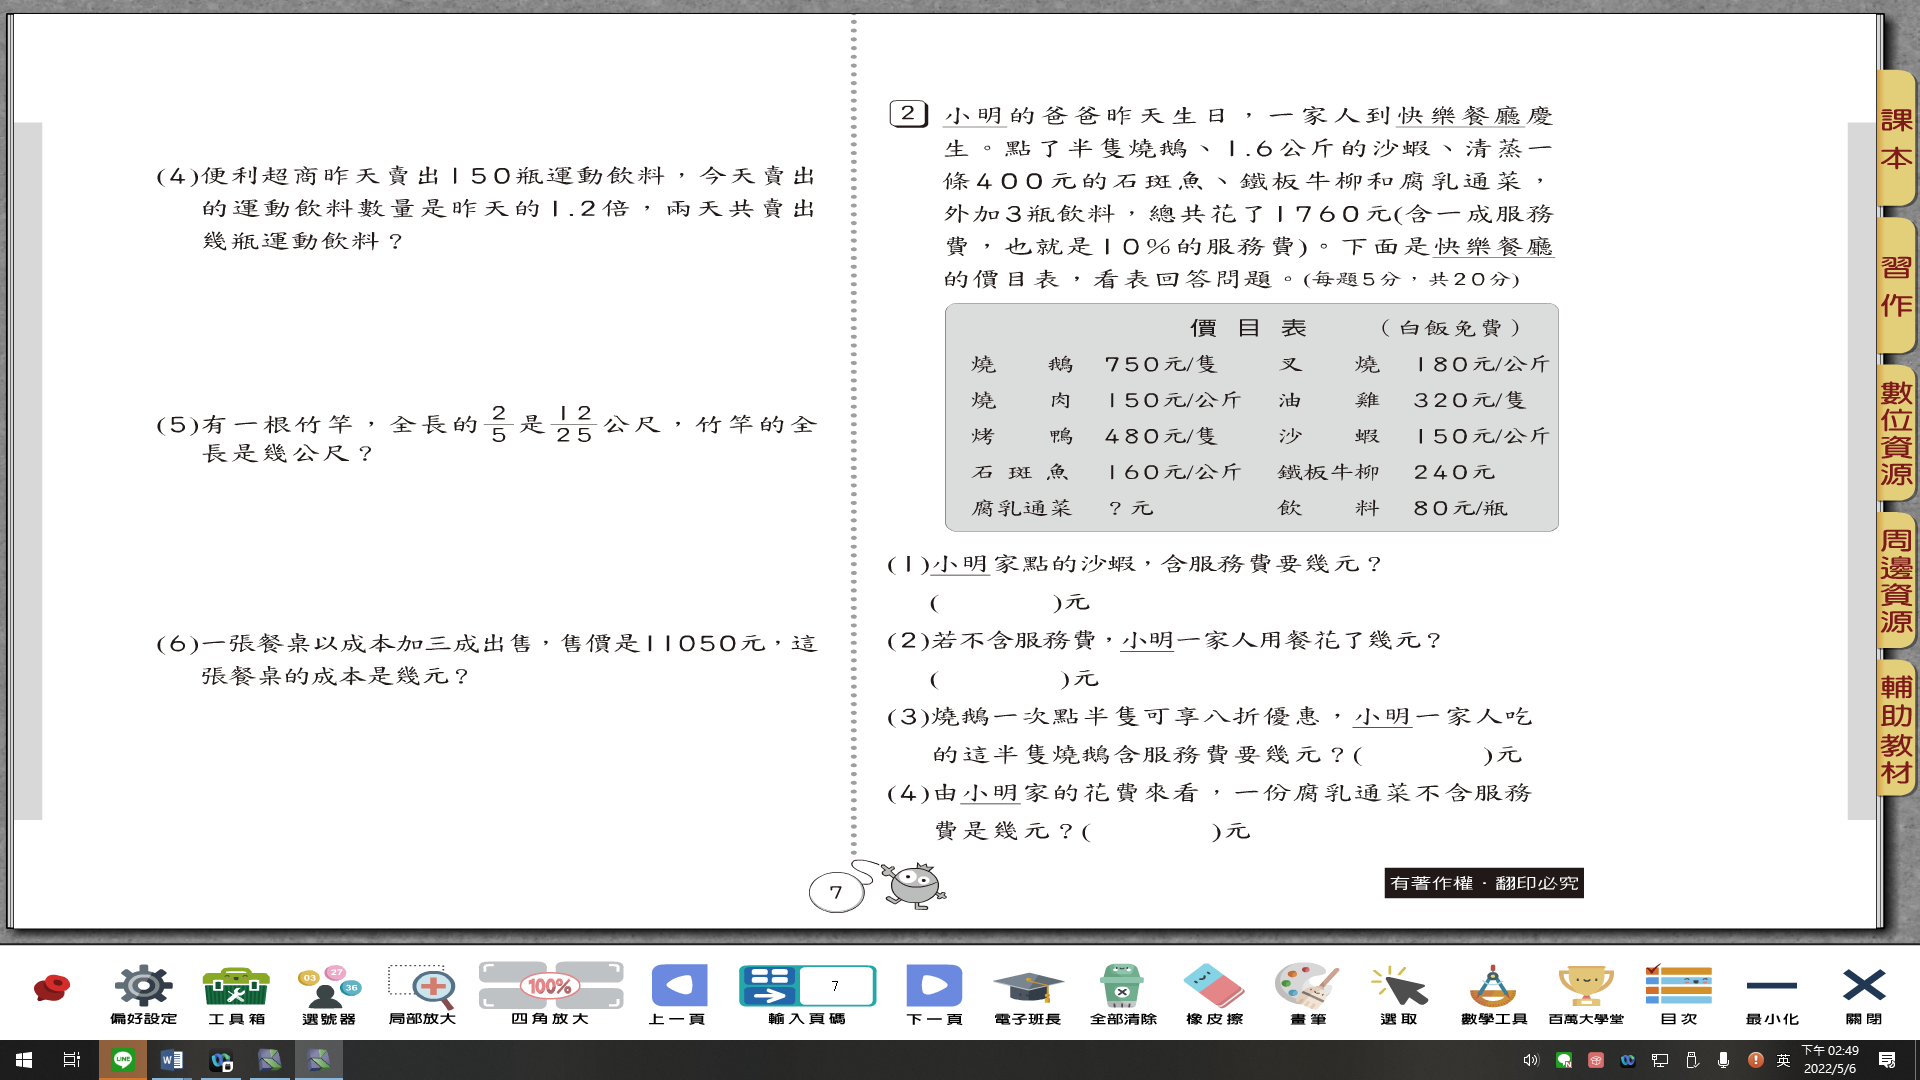 (4)便利超商昨天賣出150瓶運動飲料，今天賣出
的運動飲料數量是昨天的1.2倍，兩天共賣出
幾瓶運動飲料？
(5)有一根竹竿，全長的2/5是12/25公尺，竹竿的全
長是幾公尺？
(6)一張餐桌以成本加三成出售，售價是11050元，這
張餐桌的成本是幾元？
7
2 小明的爸爸昨天生日，一家人到快樂餐廳慶
生。點了半隻燒鵝、1.6公斤的沙蝦、清蒸一
條400元的石斑魚、鐵板牛柳和腐乳通菜，
外加3瓶飲料，總共花了1760元(含一成服務
費，也就是10%的服務費)。下面是快樂餐廳
的價目表，看表回答問題。(每題5分，共20分)
價目表 （白飯免費）
燒鵝 750元/隻 叉燒 180元/公斤
燒肉 150元/公斤 油雞 320元/隻
烤鴨 480元/隻 沙蝦 150元/公斤
石斑魚 160元/公斤 鐵板牛柳 240元
腐乳通菜 ？元 飲料 80元/瓶
(1)小明家點的沙蝦，含服務費要幾元？
( )元
(2)若不含服務費，小明一家人用餐花了幾元？
( )元
(3)燒鵝一次點半隻可享八折優惠，小明一家人吃
的這半隻燒鵝含服務費要幾元？( )元
(4)由小明家的花費來看，一份腐乳通菜不含服務
費是幾元？( )元
有著作權．翻印必究
課本
習作
數位資源
周邊資源
輔助教材
03 27 36
100%
7
偏好設定 工具箱 選號器 局部放大 四角放大 上一頁 輸入頁碼 下一頁 電子班長 全部清除 橡皮擦 畫筆 選取 數學工具 百萬大學堂 目次 最小化 關閉
LINE
英
下午 02:49
2022/5/6